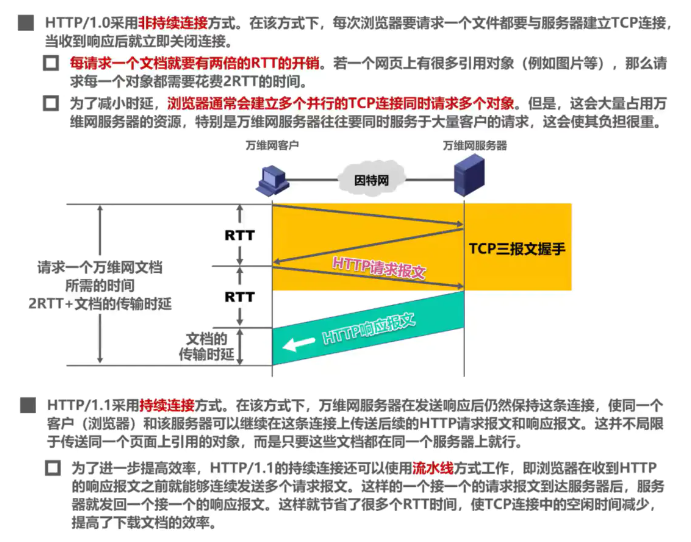 HTTP/1.0采用非持续连接方式。在该方式下，每次浏览器要请求一个文件都要与服务器建立TCP连接，
当收到响应后就立即关闭连接。
每请求一个文档就要有两倍的RTT的开销。若一个网页上有很多引用对象（例如图片等），那么请
求每一个对象都需要花费2RTT的时间。
为了减小时延，浏览器通常会建立多个并行的TCP连接同时请求多个对象。但是，这会大量占用万
维网服务器的资源，特别是万维网服务器往往要同时服务于大量客户的请求，这会使其负担很重。
万维网客户
万维网服务器
因特网
RTT
TCP三报文握手
HTTP请求报文
请求一个万维网文档
所需的时间
2RTT+文档的传输时延
RTT
HTTP响应报文
文档的
传输时延
HTTP/1.1采用持续连接方式。在该方式下，万维网服务器在发送响应后仍然保持这条连接，使同一个
客户（浏览器）和该服务器可以继续在这条连接上传送后续的HTTP请求报文和响应报文。这并不局限
于传送同一个页面上引用的对象，而是只要这些文档都在同一个服务器上就行。
为了进一步提高效率，HTTP/1.1的持续连接还可以使用流水线方式工作，即浏览器在收到HTTP
的响应报文之前就能够连续发送多个请求报文。这样的一个接一个的请求报文到达服务器后，服务
器就发回一个接一个的响应报文。这样就节省了很多个RTT时间，使TCP连接中的空闲时间减少，
提高了下载文档的效率。